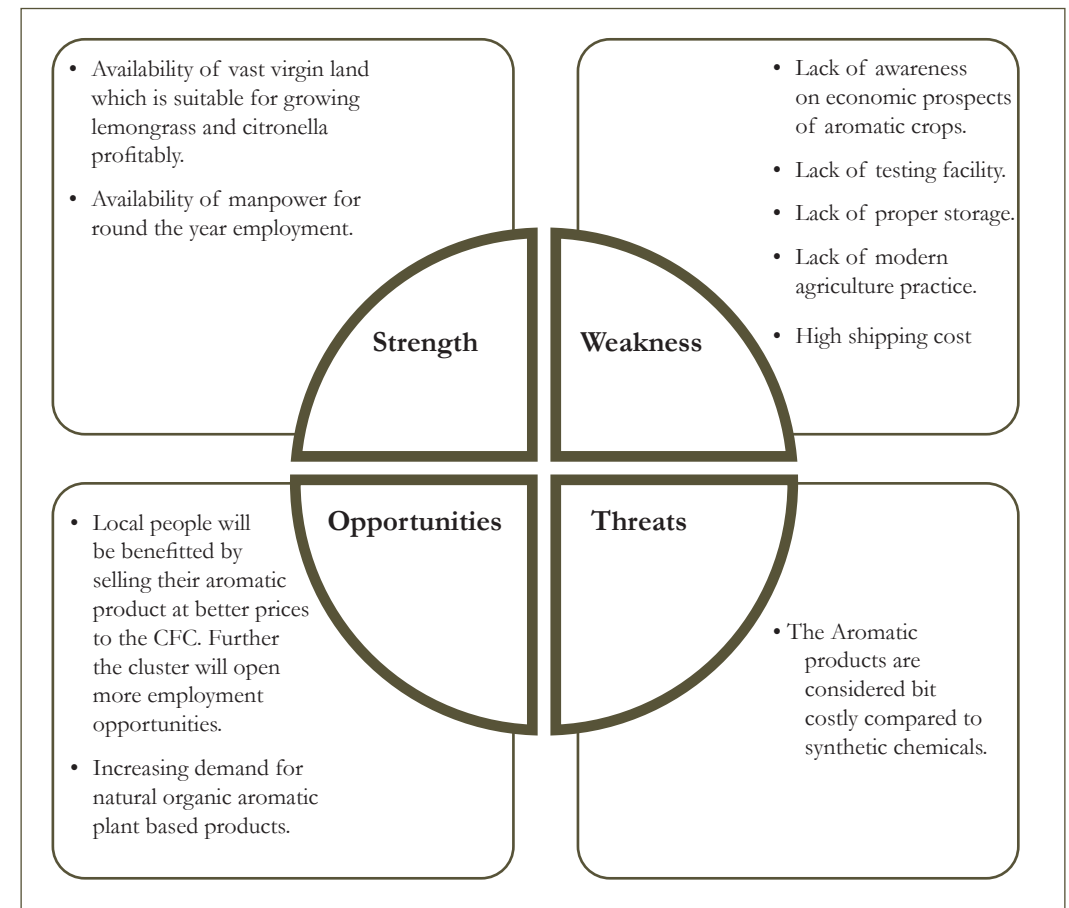 • Availability of vast virgin land
which is suitable for growing
lemongrass and citronella
profitably.
• Availability of manpower for
round the year employment.
Strength
• Lack of awareness
on economic prospects
of aromatic crops.
• Lack of testing facility.
• Lack of proper storage.
• Lack of modern
agriculture practice.
• High shipping cost
Weakness
Opportunities
• Local people will
be benefitted by
selling their aromatic
product at better prices
to the CFC. Further
the cluster will open
more employment
opportunities.
• Increasing demand for
natural organic aromatic
plant based products.
Threats
• The Aromatic
products are
considered bit
costly compared to
synthetic chemicals.